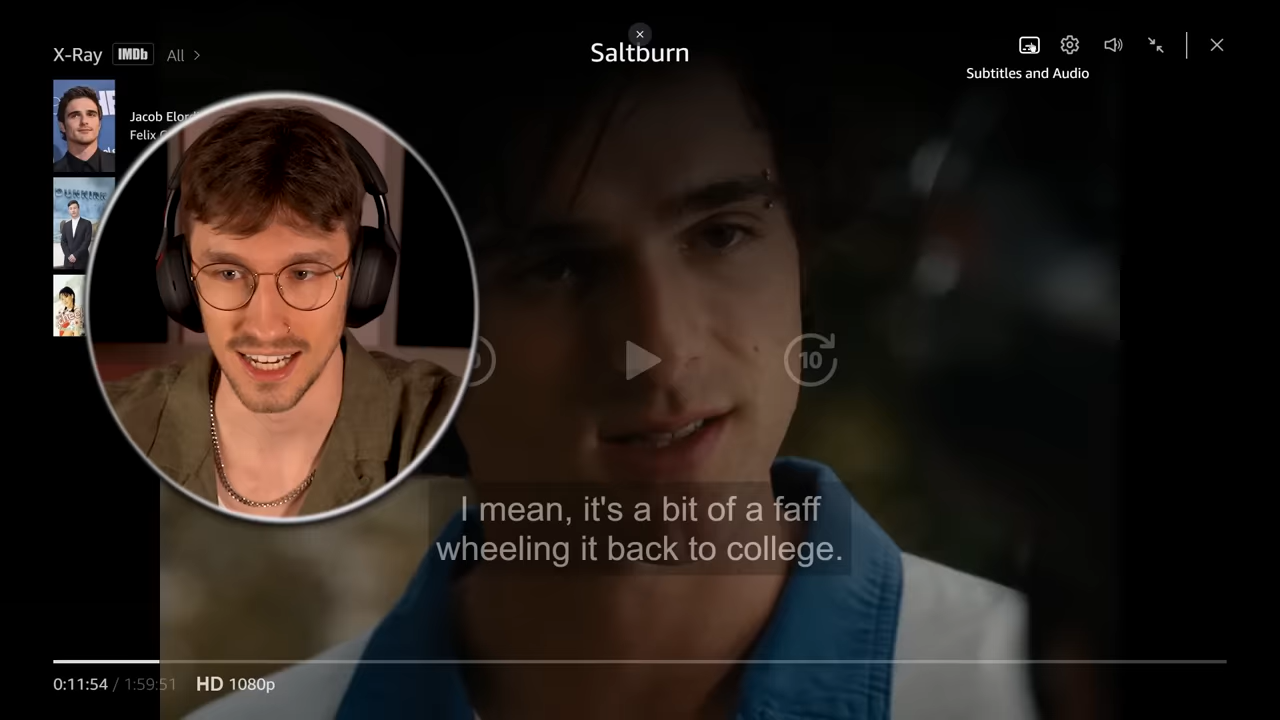 X-Ray IMDb All
Saltburn
Subtitles and Audio
Jacob
Felix
10
I mean, it's a bit of a faff
wheeling it back to college.
0:11:54 / 1:59:51 HD 1080p